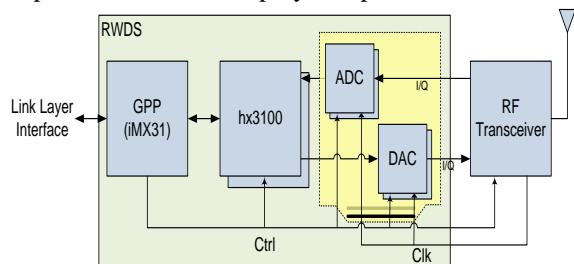 RWDS
Link Layer
Interface
GPP
(iMX31)
hx3100
ADC
DAC
I/Q
I/Q
RF
Transceiver
Ctrl
Clk